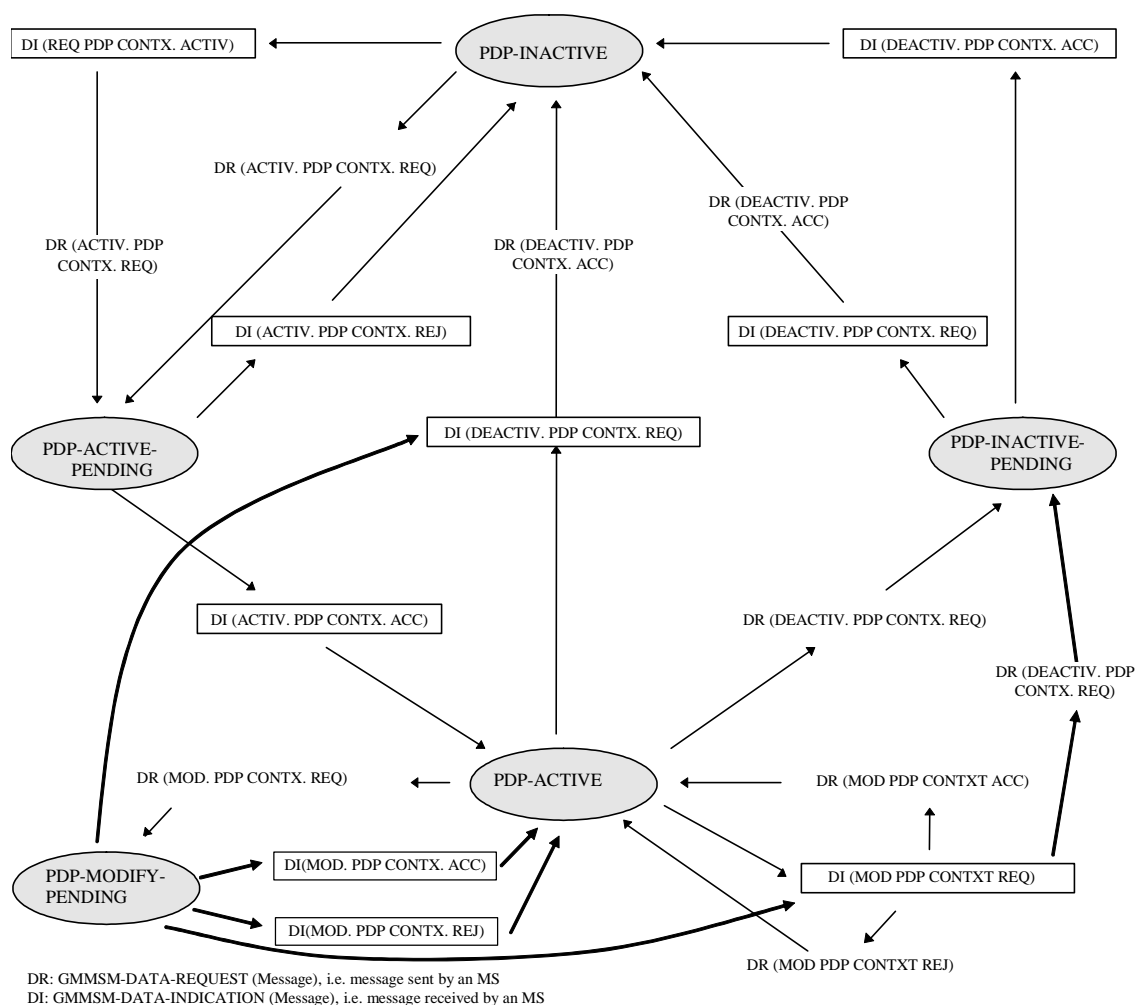 DI (REQ PDP CONTX. ACTIV)
PDP-INACTIVE
DI (DEACTIV. PDP CONTX. ACC)
DR (ACTIV. PDP CONTX. REQ)
DR (DEACTIV. PDP
CONTX. ACC)
DR (ACTIV. PDP
CONTX. REQ)
DR (DEACTIV. PDP
CONTX. ACC)
DI (ACTIV. PDP CONTX. REJ)
DI (DEACTIV. PDP CONTX. REQ)
DI (DEACTIV. PDP CONTX. REQ)
PDP-ACTIVE-
PENDING
PDP-INACTIVE-
PENDING
DI (ACTIV. PDP CONTX. ACC)
DR (DEACTIV. PDP CONTX. REQ)
DR (DEACTIV. PDP
CONTX. REQ)
DR (MOD. PDP CONTX. REQ)
PDP-ACTIVE
DR (MOD PDP CONTXT ACC)
DI(MOD. PDP CONTX. ACC)
PDP-MODIFY-
PENDING
DI (MOD PDP CONTXT REQ)
DI(MOD. PDP CONTX. REJ)
DR (MOD PDP CONTXT REJ)
DR: GMMSM-DATA-REQUEST (Message), i.e. message sent by an MS
DI: GMMSM-DATA-INDICATION (Message), i.e. message received by an MS